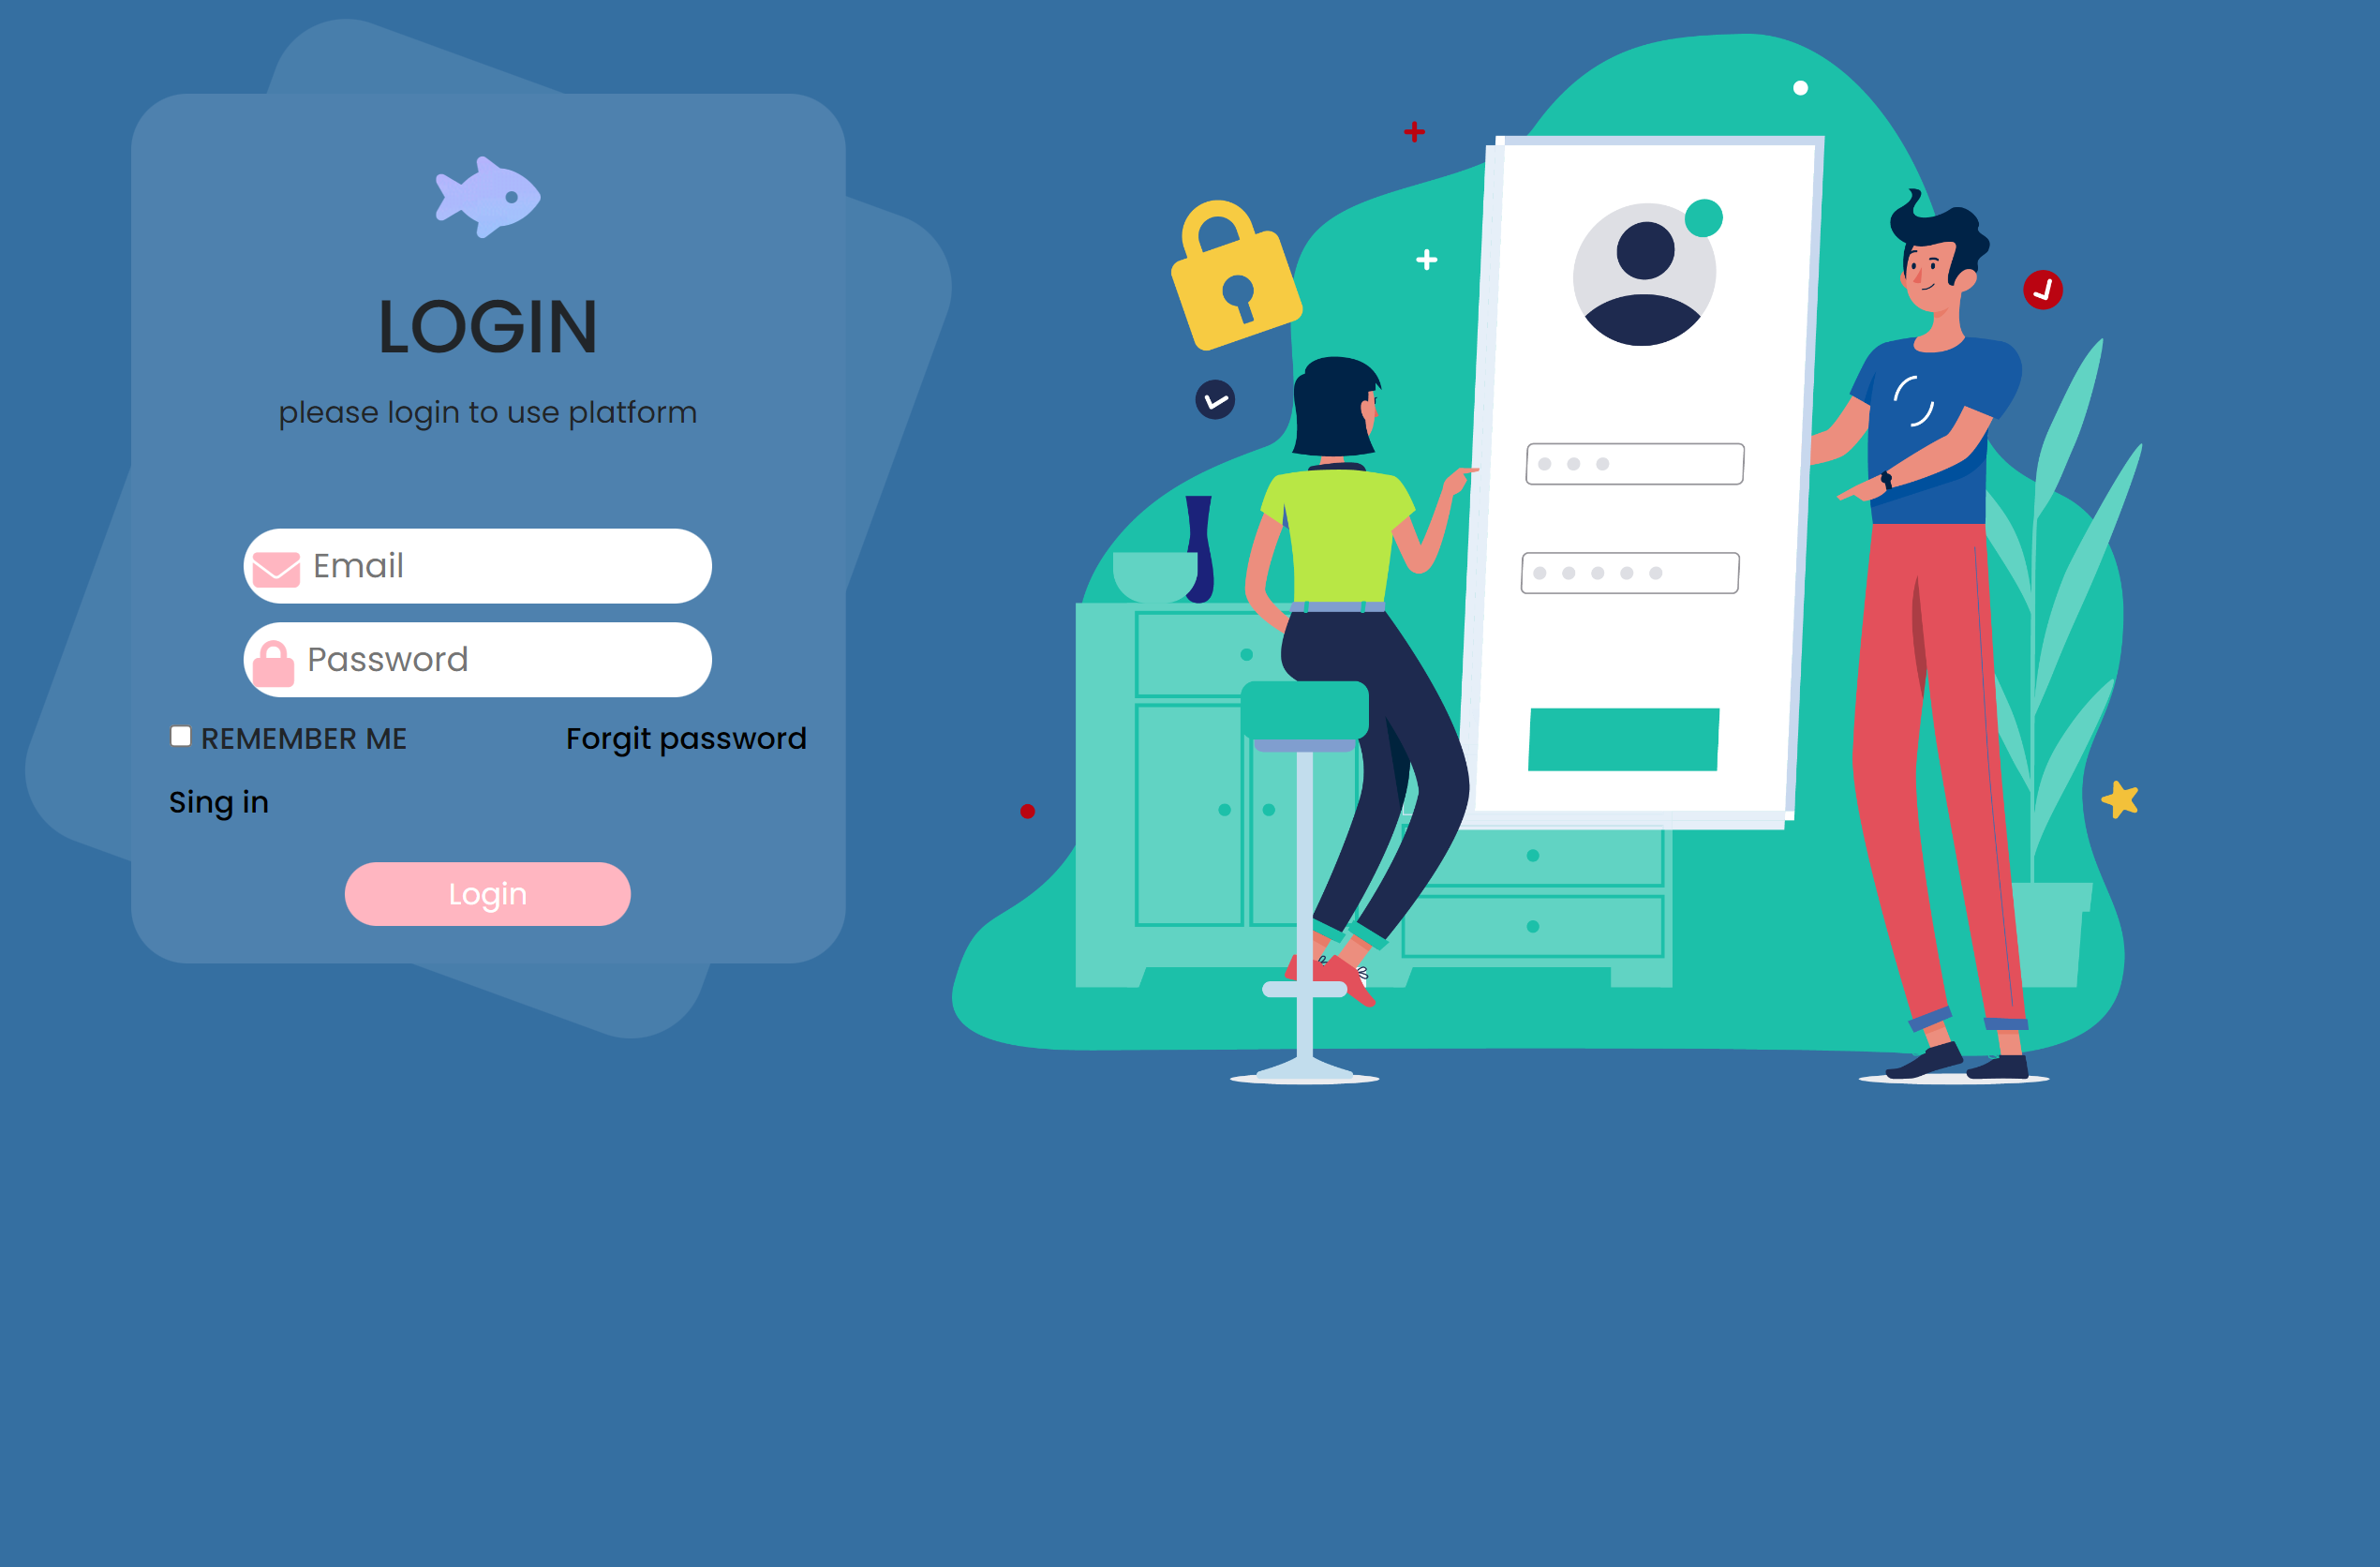 LOGIN
please login to use platform
Email
Password
REMEMBER ME
Forgit password
Sing in
Login